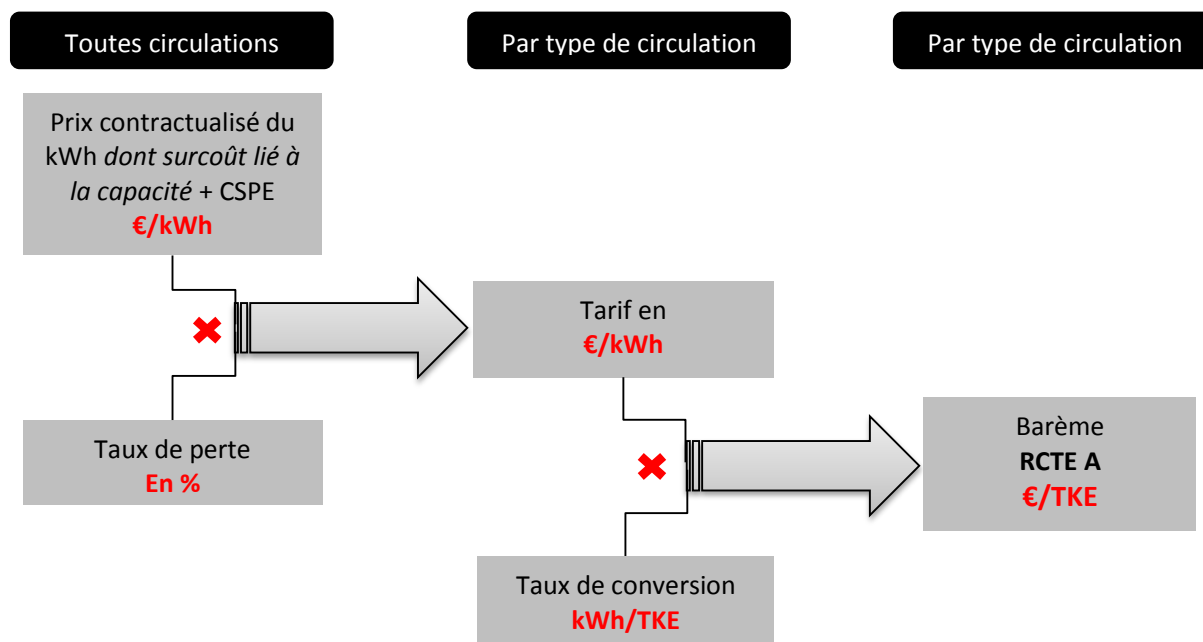 Toutes circulations
Par type de circulation
Par type de circulation
Prix contractualisé du
kWh dont surcoût lié à
la capacité + CSPE
€/kWh
Taux de perte
En %
Tarif en
€/kWh
Taux de conversion
kWh/TKE
Barème
RCTE A
€/TKE